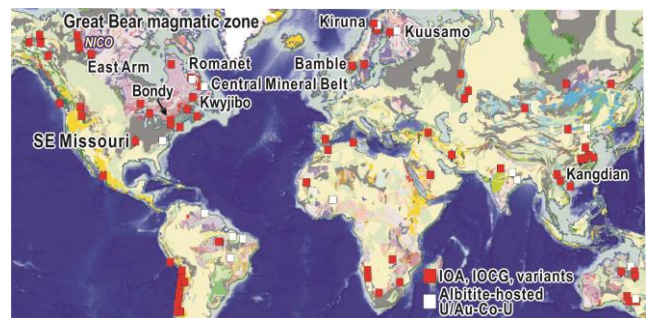 Great Bear magmatic zone
NICO
East Arm
Romanet
Central Mineral Belt
Bondy
Kwyjibo
SE Missouri
Kiruna
Kuusamo
Bamble
Kangdian
IOA, IOCG, variants
Albitite-hosted
U/Au-Co-U